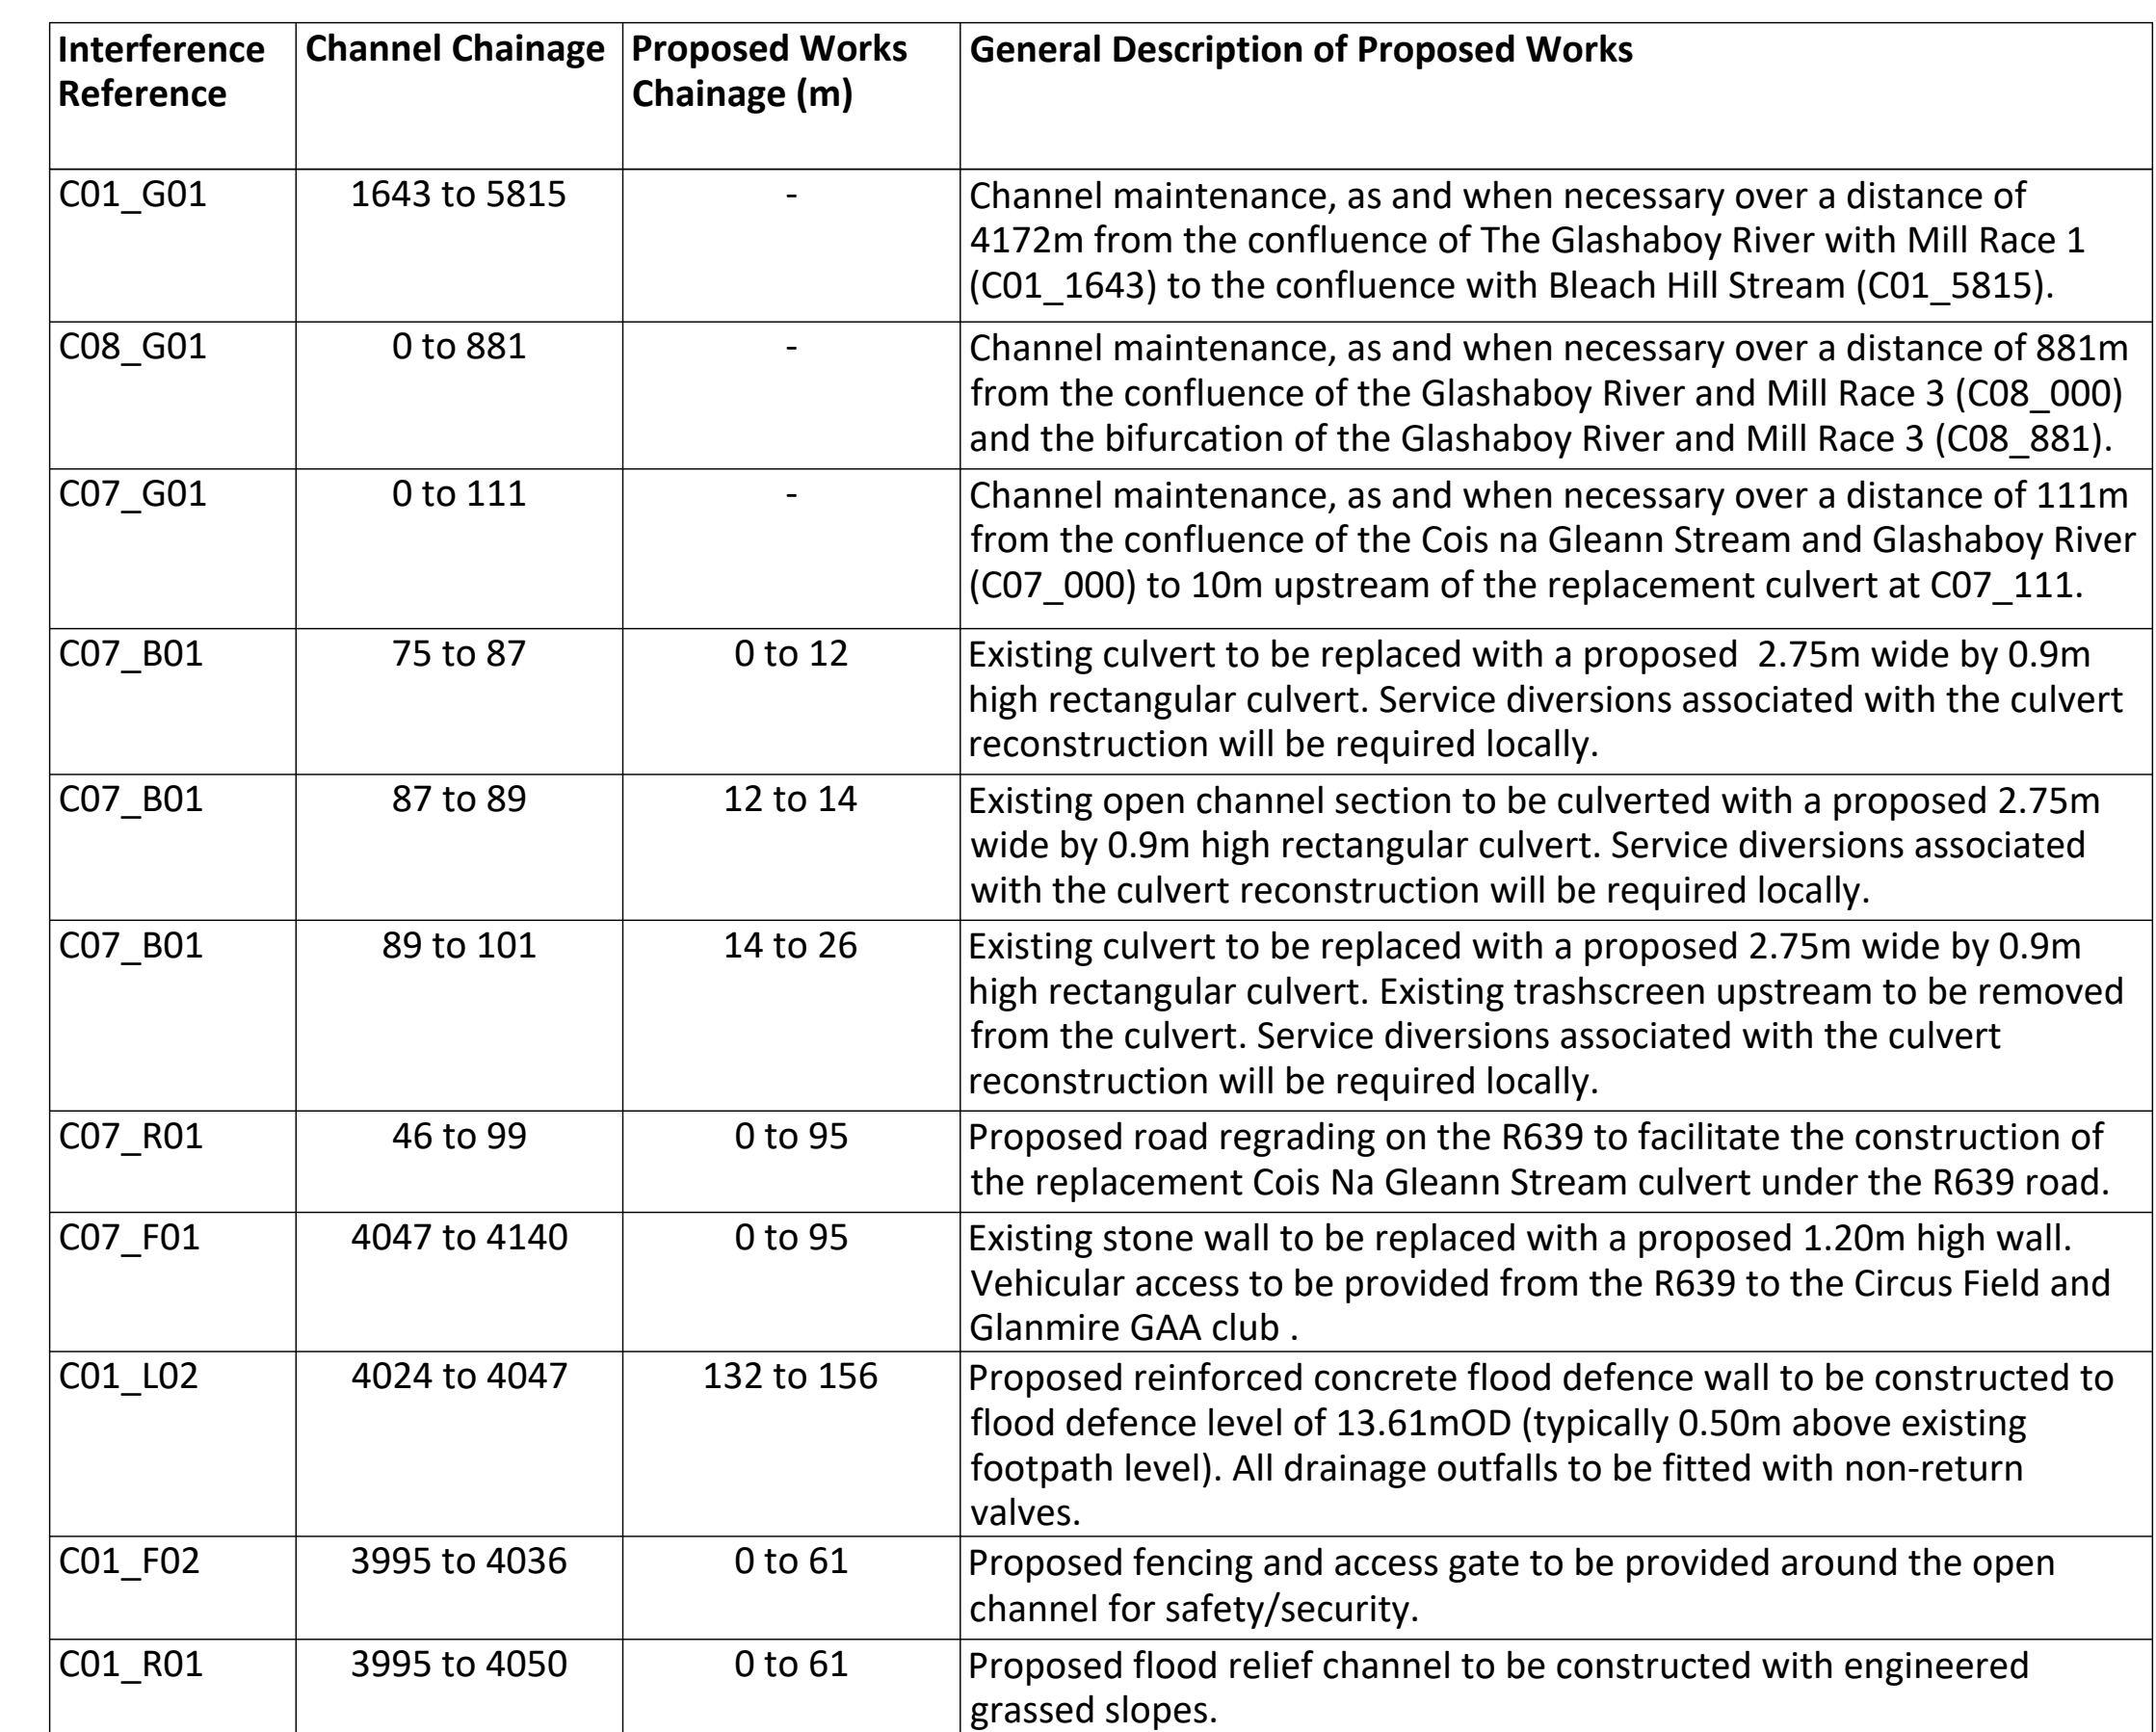 Interference Reference | Channel Chainage | Proposed Works Chainage (m) | General Description of Proposed Works
C01_G01 | 1643 to 5815 | - | Channel maintenance, as and when necessary over a distance of
4172m from the confluence of The Glashaboy River with Mill Race 1
(C01_1643) to the confluence with Bleach Hill Stream (C01_5815).
C08_G01 | 0 to 881 | - | Channel maintenance, as and when necessary over a distance of 881m
from the confluence of the Glashaboy River and Mill Race 3 (C08_000)
and the bifurcation of the Glashaboy River and Mill Race 3 (C08_881).
C07_G01 | 0 to 111 | - | Channel maintenance, as and when necessary over a distance of 111m
from the confluence of the Cois na Gleann Stream and Glashaboy River
(C07_000) to 10m upstream of the replacement culvert at C07_111.
C07_B01 | 75 to 87 | 0 to 12 | Existing culvert to be replaced with a proposed 2.75m wide by 0.9m
high rectangular culvert. Service diversions associated with the culvert
reconstruction will be required locally.
C07_B01 | 87 to 89 | 12 to 14 | Existing open channel section to be culverted with a proposed 2.75m
wide by 0.9m high rectangular culvert. Service diversions associated
with the culvert reconstruction will be required locally.
C07_B01 | 89 to 101 | 14 to 26 | Existing culvert to be replaced with a proposed 2.75m wide by 0.9m
high rectangular culvert. Existing trashscreen upstream to be removed
from the culvert. Service diversions associated with the culvert
reconstruction will be required locally.
C07_R01 | 46 to 99 | 0 to 95 | Proposed road regrading on the R639 to facilitate the construction of
the replacement Cois Na Gleann Stream culvert under the R639 road.
C07_F01 | 4047 to 4140 | 0 to 95 | Existing stone wall to be replaced with a proposed 1.20m high wall.
Vehicular access to be provided from the R639 to the Circus Field and
Glanmire GAA club .
C01_L02 | 4024 to 4047 | 132 to 156 | Proposed reinforced concrete flood defence wall to be constructed to
flood defence level of 13.61mOD (typically 0.50m above existing
footpath level). All drainage outfalls to be fitted with non-return
valves.
C01_F02 | 3995 to 4036 | 0 to 61 | Proposed fencing and access gate to be provided around the open
channel for safety/security.
C01_R01 | 3995 to 4050 | 0 to 61 | Proposed flood relief channel to be constructed with engineered
grassed slopes.